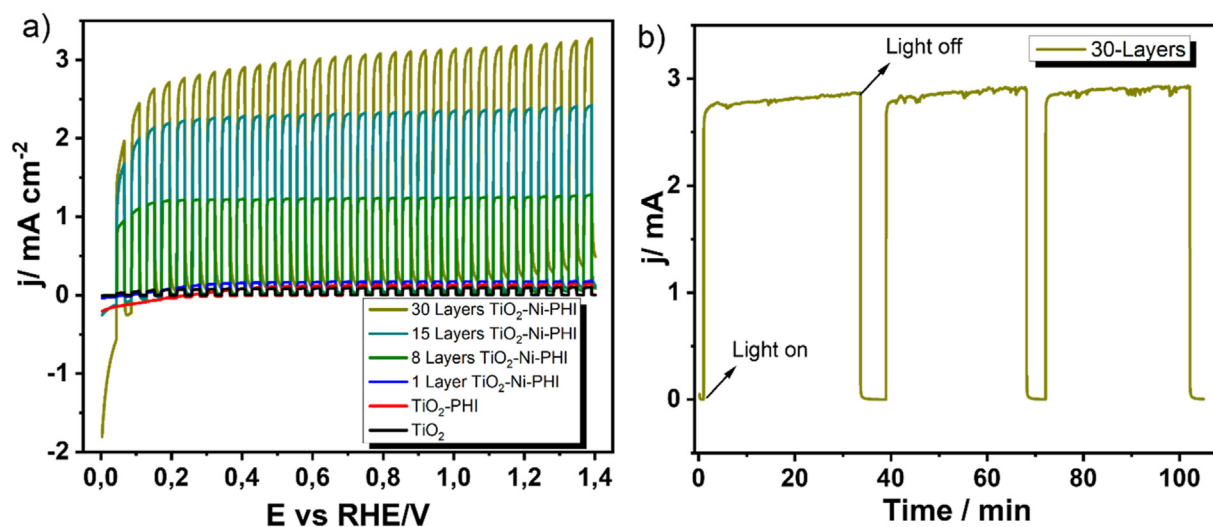 a)
j/ mA cm⁻²
3
2
1
0
-1
-2
30 Layers TiO₂-Ni-PHI
15 Layers TiO₂-Ni-PHI
8 Layers TiO₂-Ni-PHI
1 Layer TiO₂-Ni-PHI
TiO₂-PHI
TiO₂
0,0 0,2 0,4 0,6 0,8 1,0 1,2 1,4
E vs RHE/V
b)
Light off
30-Layers
j/ mA
3
2
1
0
Light on
0 20 40 60 80 100
Time / min